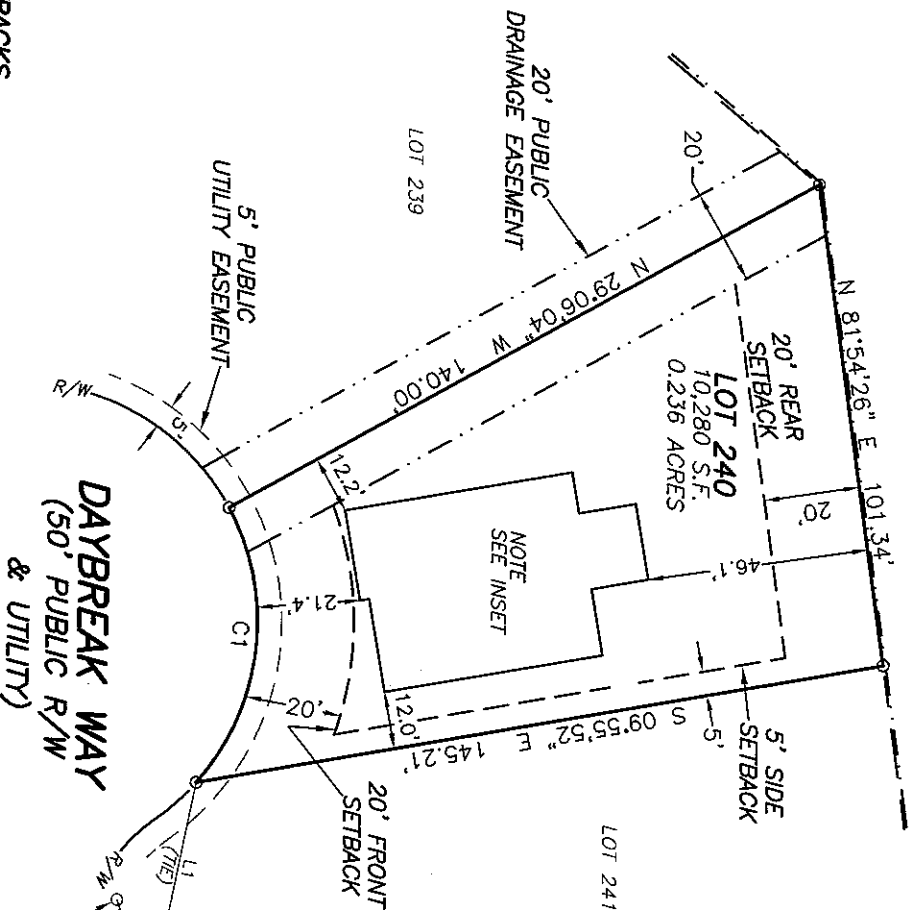 BACKS
20' PUBLIC
DRAINAGE EASEMENT
LOT 239
5' PUBLIC
UTILITY EASEMENT
R/W
5'
20'
N 29°06'04" W 140.00'
N 81°54'26" E 101.34'
20' REAR
SETBACK
LOT 240
10,280 S.F.
0.236 ACRES
20'
46.1'
NOTE
SEE INSET
12.2'
21.4'
C1
20'
12.0'
S 09°55'52" E 145.21'
5'
5' SIDE
SETBACK
20' FRONT
SETBACK
LOT 241
DAYBREAK WAY
(50' PUBLIC R/W
& UTILITY)
L1
(TIE)
R/W